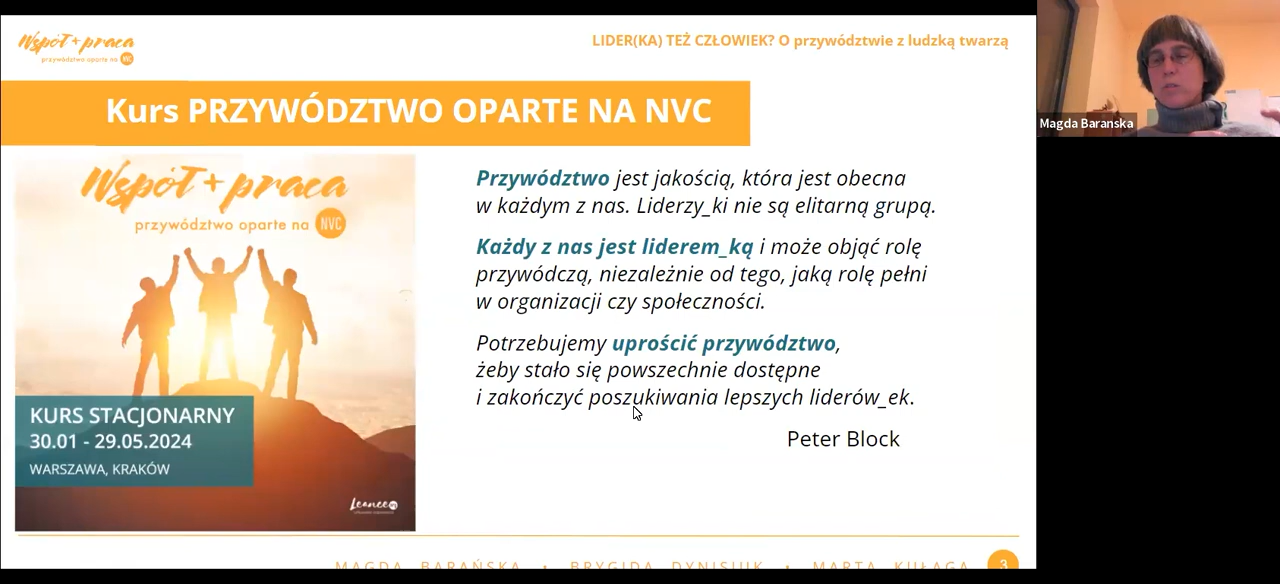 Współ+praca
przywództwo oparte na NVC
LIDER(KA) TEŻ CZŁOWIEK? O przywództwie z ludzką twarzą
Magda Baranska
Kurs PRZYWÓDZTWO OPARTE NA NVC
Współ+praca
przywództwo oparte na NVC
KURS STACJONARNY
30.01 - 29.05.2024
WARSZAWA, KRAKÓW
Leance
Przywództwo jest jakością, która jest obecna
w każdym z nas. Liderzy_ki nie są elitarną grupą.
Każdy z nas jest liderem_ką i może objąć rolę
przywódczą, niezależnie od tego, jaką rolę pełni
w organizacji czy społeczności.
Potrzebujemy uprościć przywództwo,
żeby stało się powszechnie dostępne
i zakończyć poszukiwania lepszych liderów_ek.
Peter Block
MAGDA BARAŃSKA • BRYGIDA DYNISIUK • MARTA KUŁAGA
3